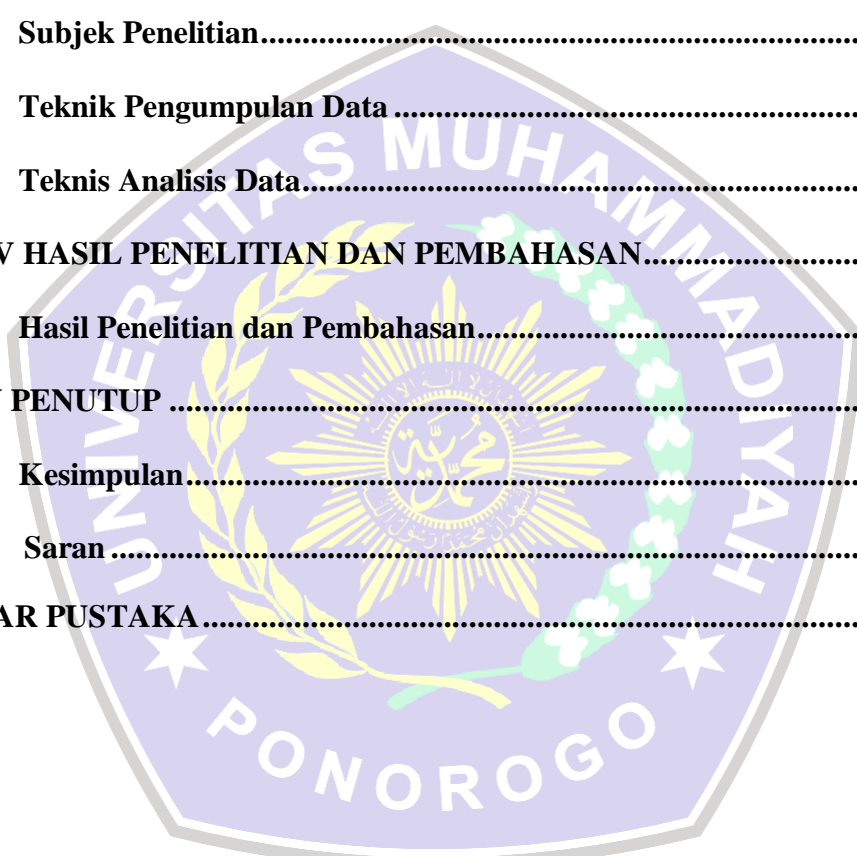 Subjek Penelitian
Teknik Pengumpulan Data
Teknis Analisis Data
V HASIL PENELITIAN DAN PEMBAHASAN
Hasil Penelitian dan Pembahasan
PENUTUP
Kesimpulan
Saran
AR PUSTAKA
UNIVERSITAS MUHAMMADIYAH
PONOROGO
محمد